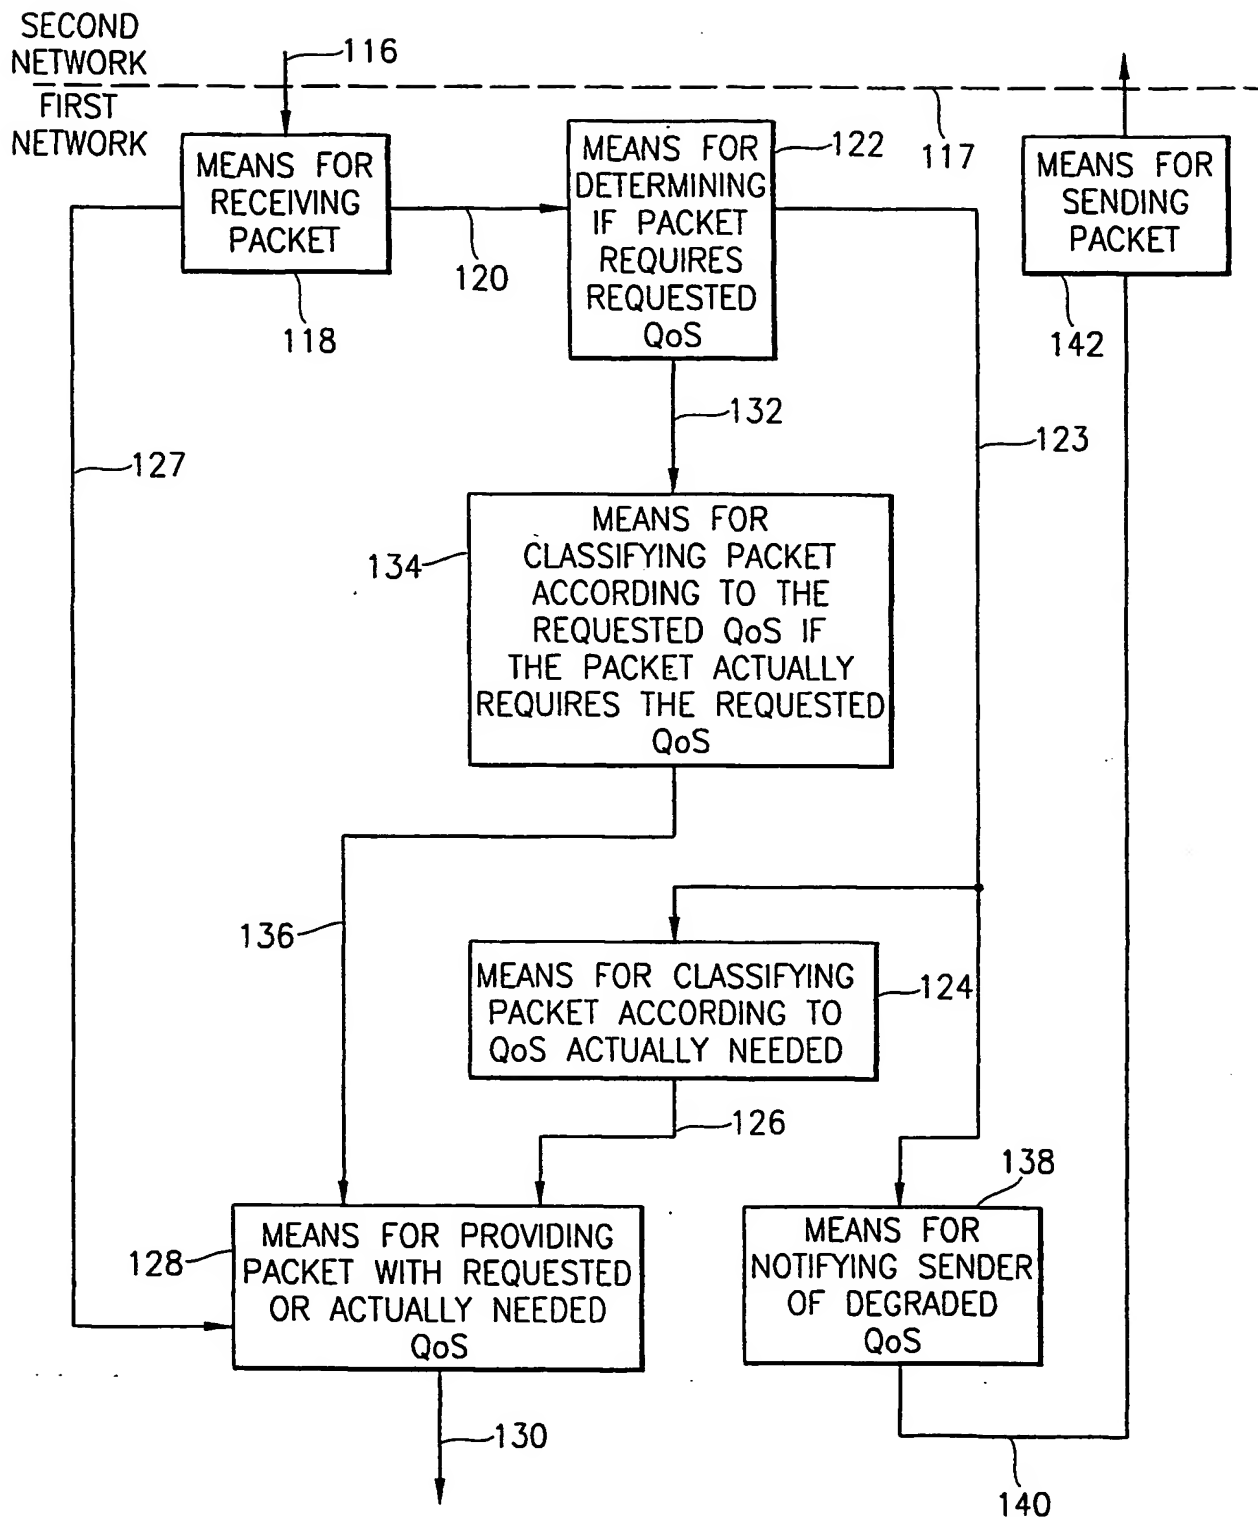 SECOND
NETWORK
116
FIRST
NETWORK
117
MEANS FOR
RECEIVING
PACKET
118
120
MEANS FOR
DETERMINING
IF PACKET
REQUIRES
REQUESTED
QoS
122
MEANS FOR
SENDING
PACKET
142
132
123
127
134
MEANS FOR
CLASSIFYING PACKET
ACCORDING TO THE
REQUESTED QoS IF
THE PACKET ACTUALLY
REQUIRES THE REQUESTED
QoS
136
MEANS FOR CLASSIFYING
PACKET ACCORDING TO
QoS ACTUALLY NEEDED
124
126
128
MEANS FOR PROVIDING
PACKET WITH REQUESTED
OR ACTUALLY NEEDED
QoS
138
MEANS FOR
NOTIFYING SENDER
OF DEGRADED
QoS
130
140